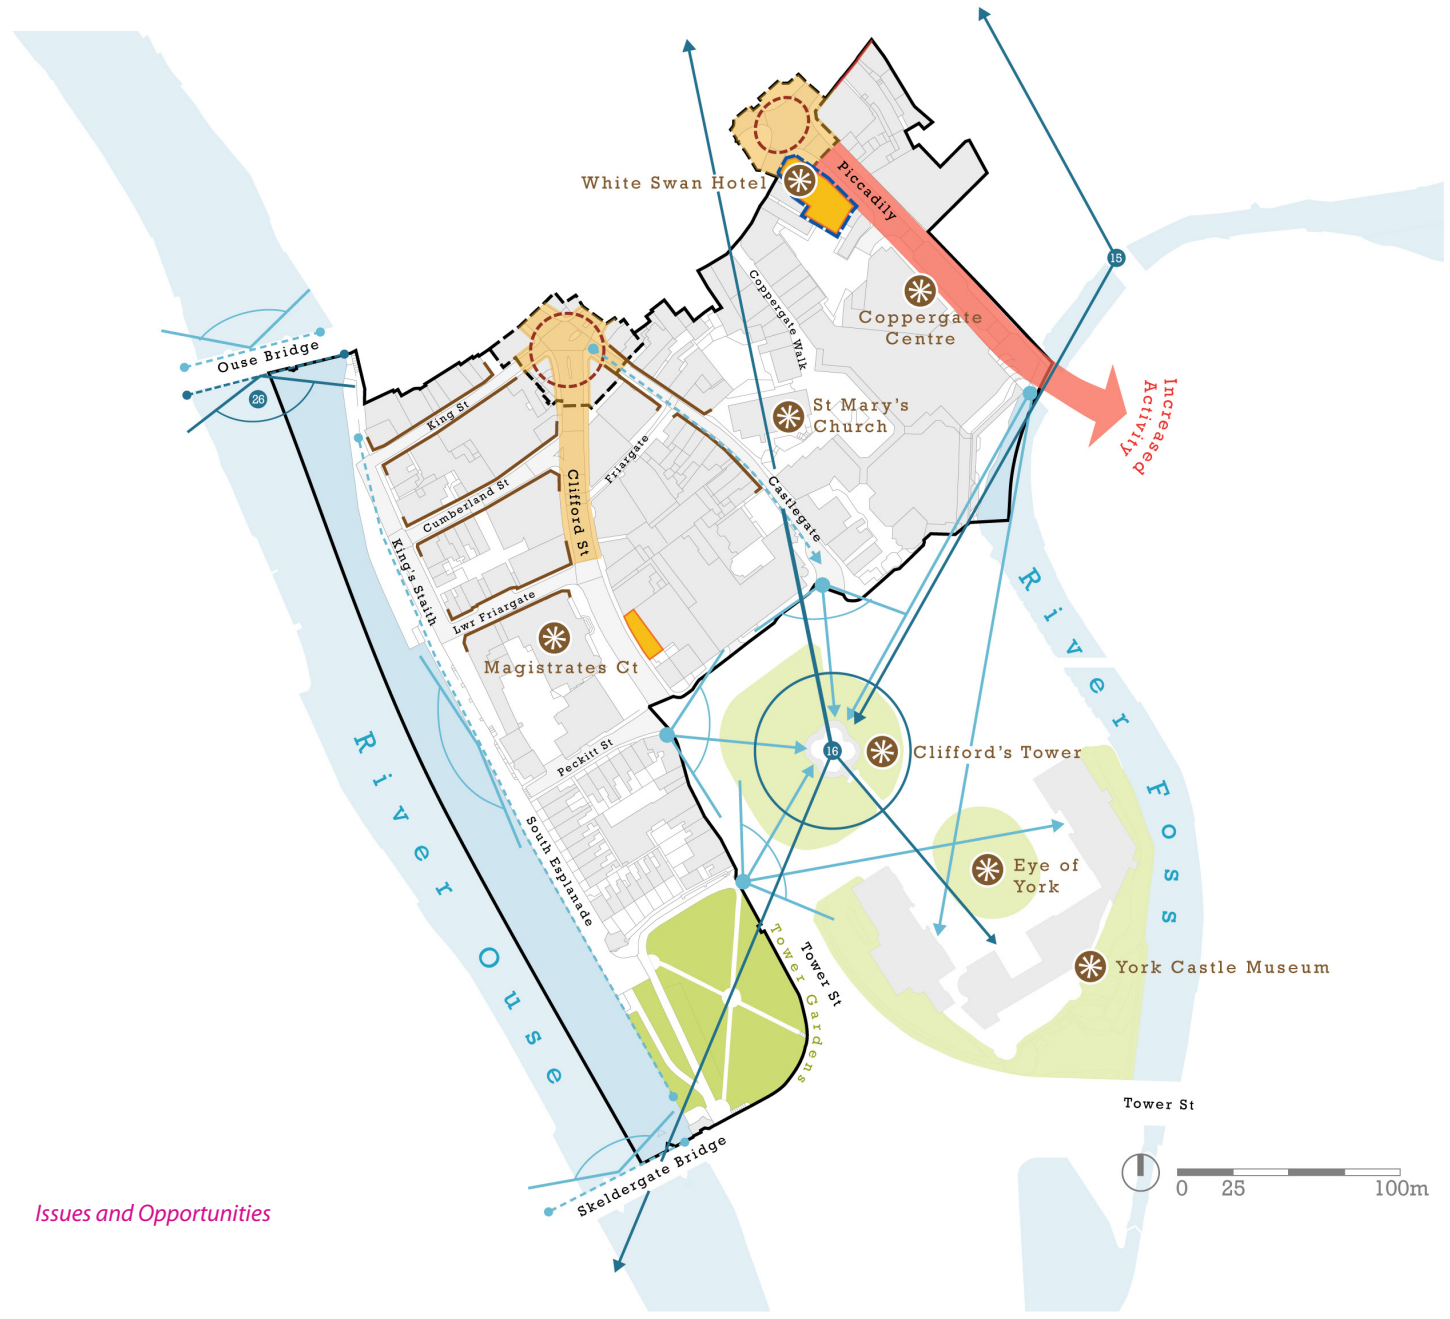 15
White Swan Hotel
Piccadily
Coppergate Walk
Coppergate
Centre
Ouse Bridge
26
Increased
Activity
King St
St Mary's
Church
Friargate
Clifford St
Cumberland St
Castlegate
King's Staith
Lwr Friargate
Magistrates Ct
River Foss
Peckitt St
16
Clifford's Tower
River Ouse
South Esplanade
Eye of
York
Tower St
Tower Gardens
York Castle Museum
Tower St
Skeldergate Bridge
0 25 100m
Issues and Opportunities